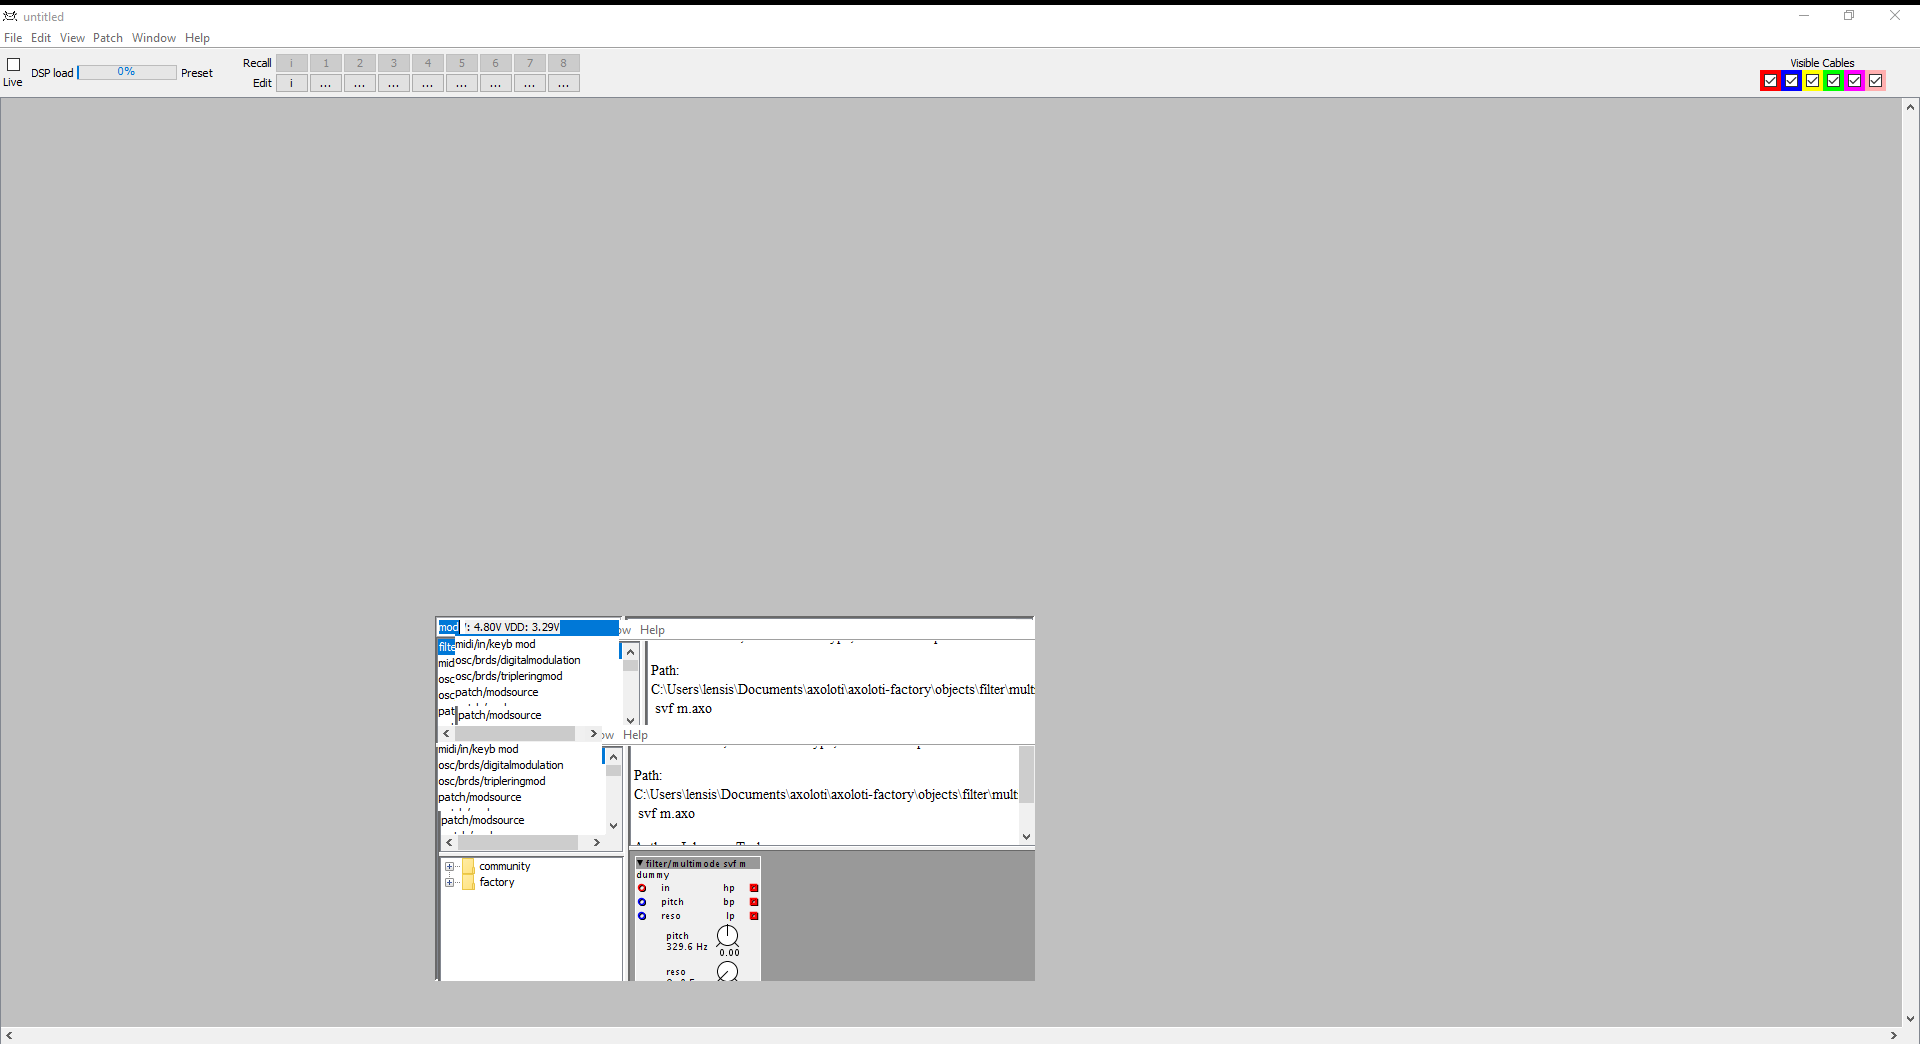 untitled
File Edit View Patch Window Help
Live
DSP load 0% Preset
Recall i 1 2 3 4 5 6 7 8
Edit i ... ... ... ... ... ... ... ...
Visible Cables
mod : 4.80V VDD: 3.29V
ow Help
filte midi/in/keyb mod
mid osc/brds/digitalmodulation
osc osc/brds/tripleringmod
osc patch/modsource
pat patch/modsource
Path:
C:\Users\lensis\Documents\axoloti\axoloti-factory\objects\filter\mult
svf m.axo
ow Help
midi/in/keyb mod
osc/brds/digitalmodulation
osc/brds/tripleringmod
patch/modsource
patch/modsource
Path:
C:\Users\lensis\Documents\axoloti\axoloti-factory\objects\filter\mult
svf m.axo
community
factory
filter/multimode svf m
dummy
in hp
pitch bp
reso lp
pitch
329.6 Hz
0.00
reso